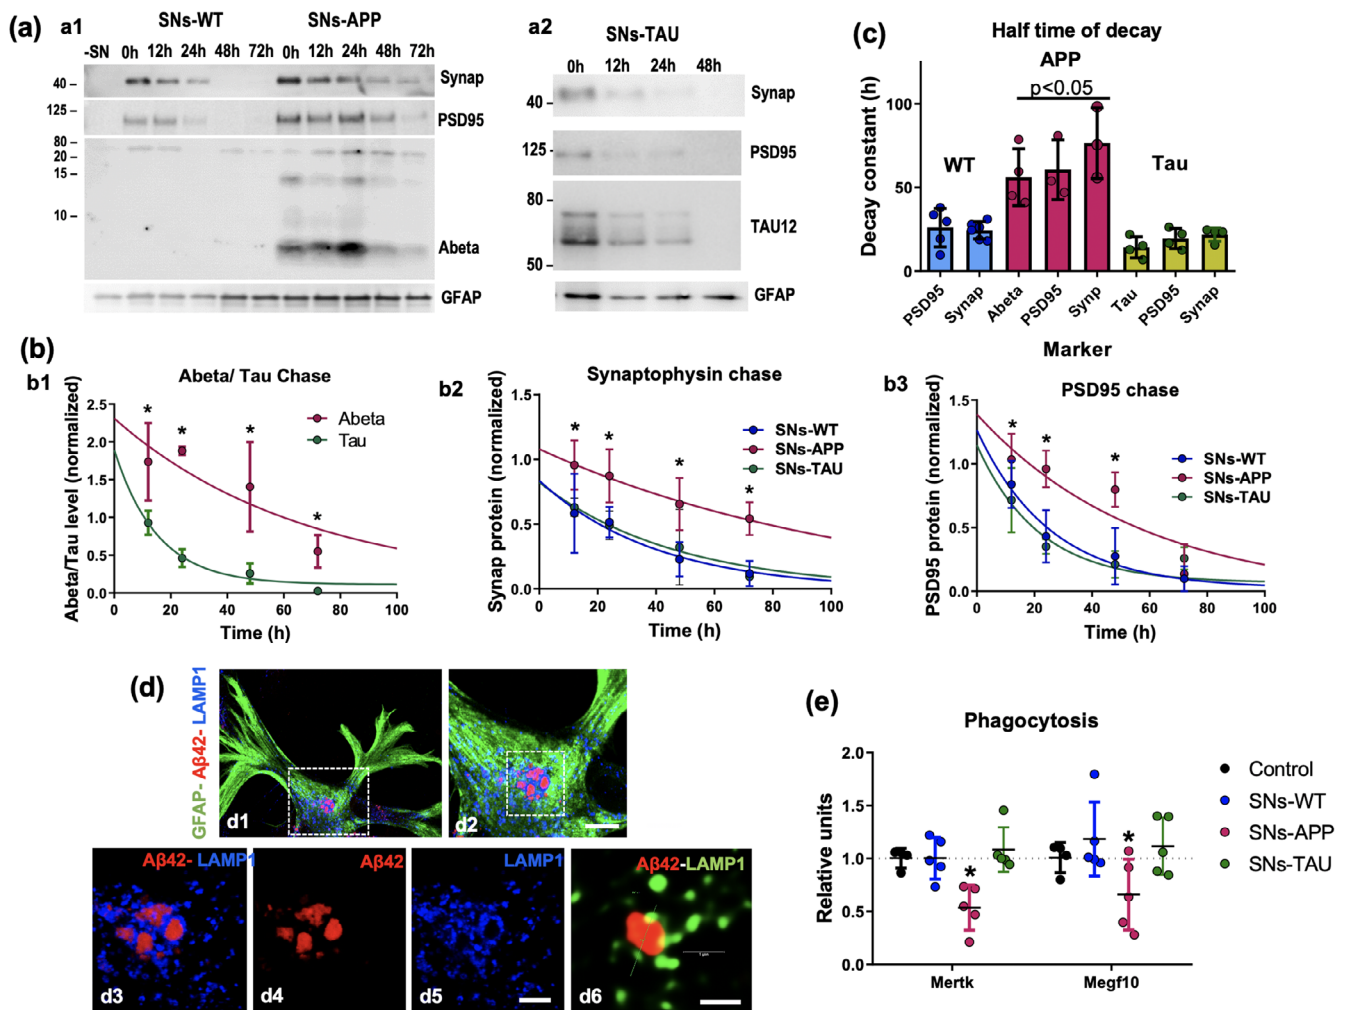 (a)
a1
SNs-WT
SNs-APP
-SN 0h 12h 24h 48h 72h 0h 12h 24h 48h 72h
40 –
Synap
125 –
PSD95
80 –
20 –
15 –
10 –
Abeta
GFAP
a2
SNs-TAU
0h 12h 24h 48h
40 –
Synap
125 -
PSD95
80 –
TAU12
50 –
GFAP
(c)
Half time of decay
APP
p<0.05
WT
Tau
Decay constant (h)
100
50
0
PSD95 Synap Abeta PSD95 Synp Tau PSD95 Synap
Marker
(b)
b1
Abeta/ Tau Chase
Abeta/Tau level (normalized)
2.5
2.0
1.5
1.0
0.5
0.0
* * * *
Abeta
Tau
0 20 40 60 80 100
Time (h)
b2
Synaptophysin chase
Synap protein (normalized)
1.5
1.0
0.5
0.0
* * * *
SNs-WT
SNs-APP
SNs-TAU
0 20 40 60 80 100
Time (h)
b3
PSD95 chase
PSD95 protein (normalized)
1.5
1.0
0.5
0.0
* * *
SNs-WT
SNs-APP
SNs-TAU
0 20 40 60 80 100
Time (h)
(d)
GFAP- Aβ42- LAMP1
d1
d2
Aβ42- LAMP1
d3
Aβ42
d4
LAMP1
d5
Aβ42-LAMP1
1 µm
d6
(e)
Phagocytosis
Relative units
2.0
1.5
1.0
0.5
0.0
* *
Control
SNs-WT
SNs-APP
SNs-TAU
Mertk Megf10